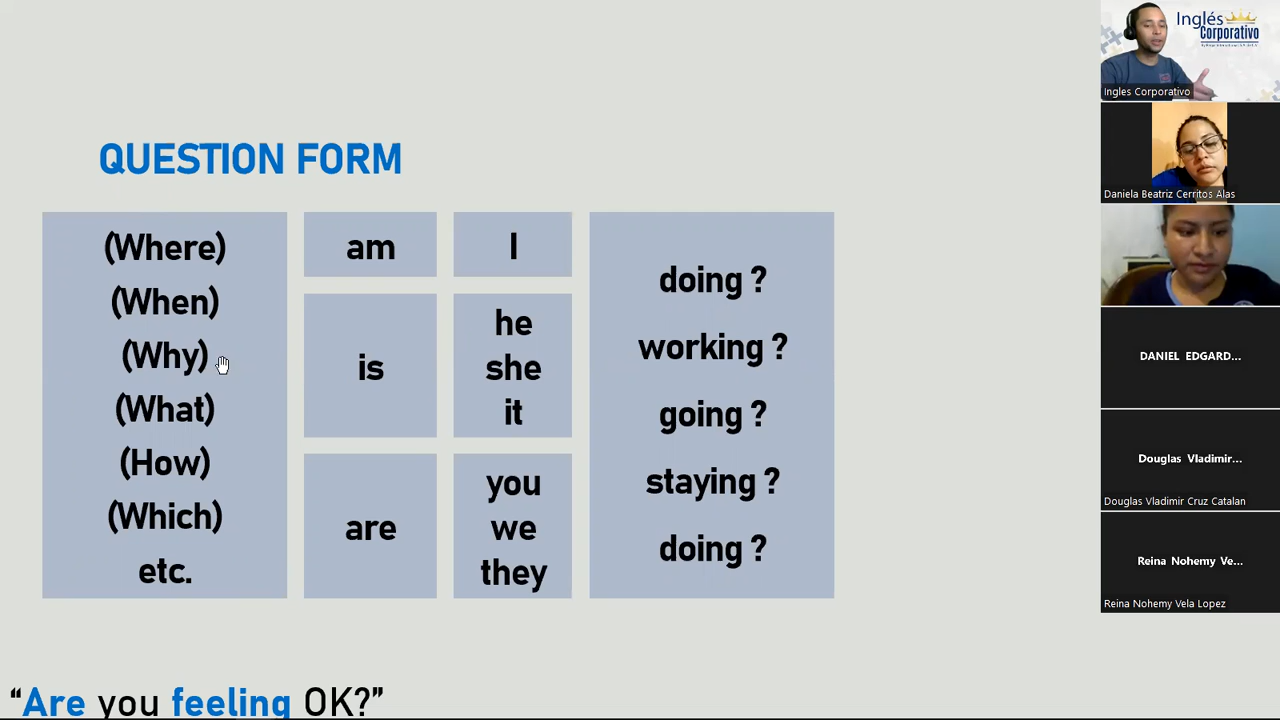 QUESTION FORM
(Where)
(When)
(Why)
(What)
(How)
(Which)
etc.
am
is
are
I
he
she
it
you
we
they
doing ?
working ?
going ?
staying ?
doing ?
“Are you feeling OK?”
Inglés
Corporativo
Ingles Corporativo
Daniela Beatriz Cerritos Alas
DANIEL EDGARD...
Douglas Vladimir...
Douglas Vladimir Cruz Catalan
Reina Nohemy Ve...
Reina Nohemy Vela Lopez